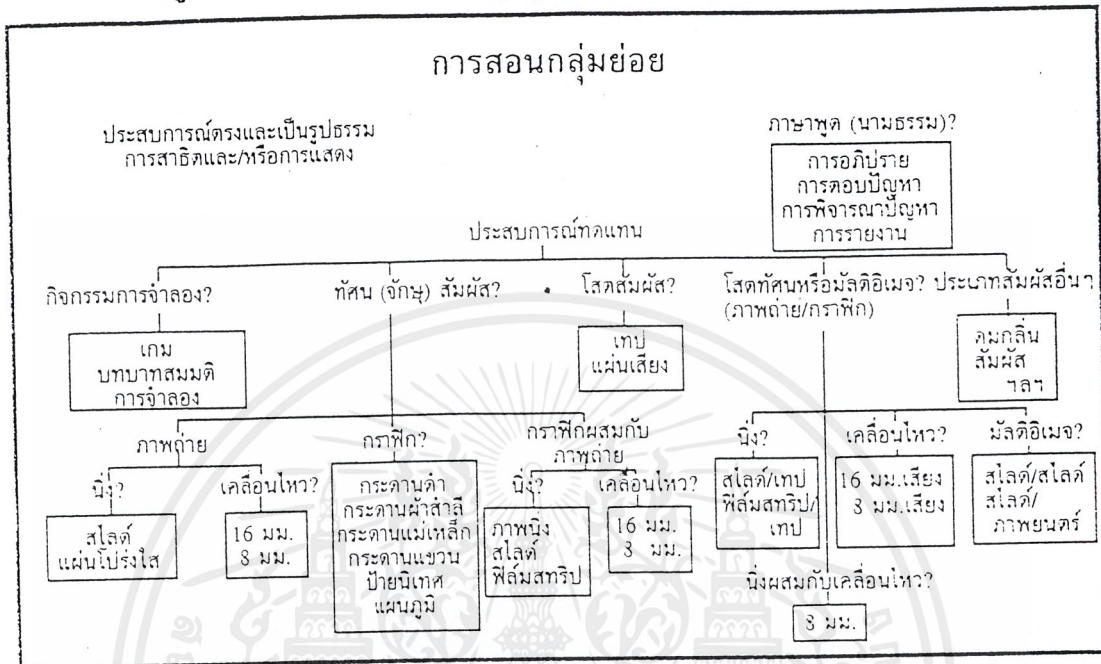 การสอนกลุ่มย่อย
ประสบการณ์ตรงและเป็นรูปธรรม
การสาธิตและ/หรือการแสดง
ภาษาพูด (นามธรรม)?
การอภิปราย
การตอบปัญหา
การพิจารณาปัญหา
การรายงาน
ประสบการณ์ทดแทน
กิจกรรมการจำลอง?
เกม
บทบาทสมมติ
การจำลอง
ทัศน (จักษุ) สัมผัส?
โสตสัมผัส?
เทป
แผ่นเสียง
โสตทัศนหรือมัลติอิเมจ?
(ภาพถ่าย/กราฟิก)
ประเภทสัมผัสอื่นๆ
ดมกลิ่น
สัมผัส
ฯลฯ
ภาพถ่าย
นิ่ง?
สไลด์
แผ่นโปร่งใส
เคลื่อนไหว?
16 มม.
8 มม.
กราฟิก?
กระดานดำ
กระดานผ้าสำลี
กระดานแม่เหล็ก
กระดานแขวน
ป้ายนิเทศ
แผนภูมิ
กราฟิกผสมกับ
ภาพถ่าย
นิ่ง?
ภาพนิ่ง
สไลด์
ฟิล์มสทริป
เคลื่อนไหว?
16 มม.
8 มม.
นิ่ง?
สไลด์/เทป
ฟิล์มสทริป/
เทป
เคลื่อนไหว?
16 มม.เสียง
8 มม.เสียง
มัลติอิเมจ?
สไลด์/สไลด์
สไลด์/
ภาพยนตร์
นิ่งผสมกับเคลื่อนไหว?
8 มม.